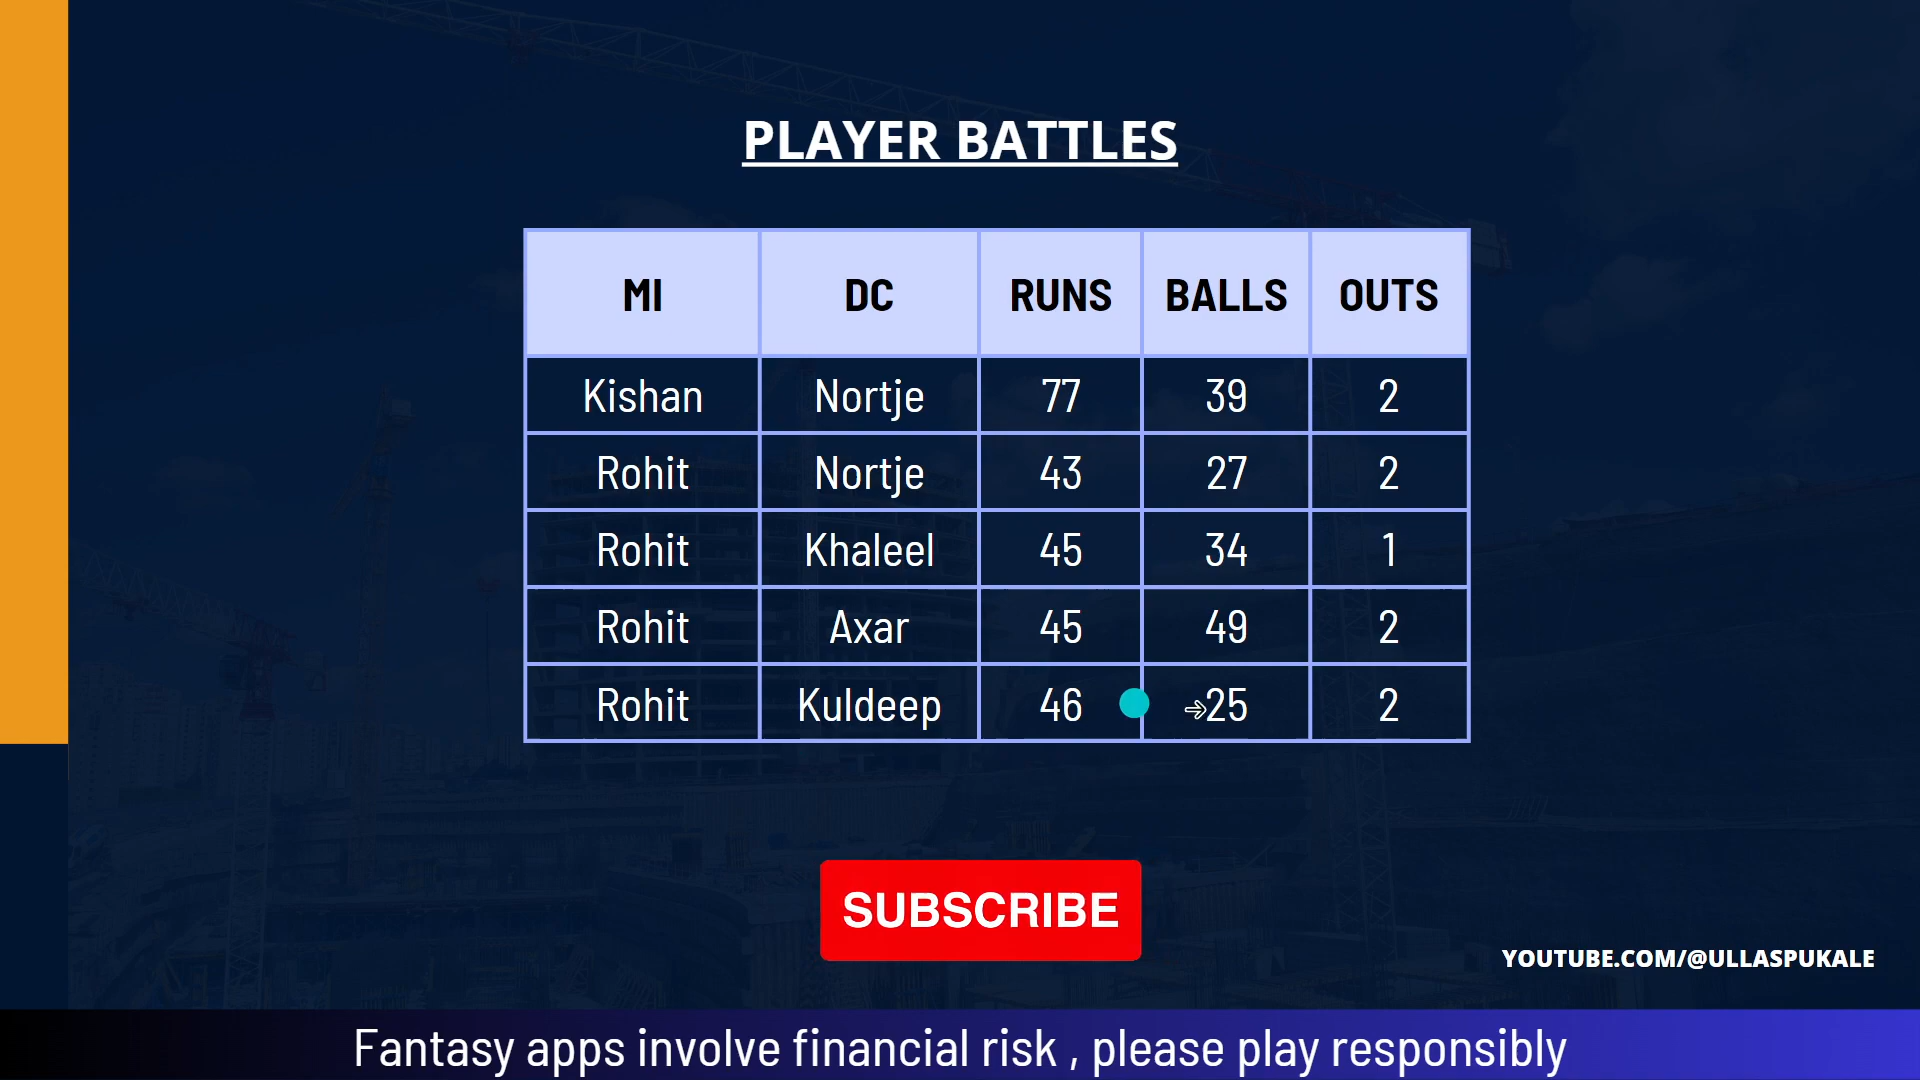 PLAYER BATTLES
MI DC RUNS BALLS OUTS
Kishan Nortje 77 39 2
Rohit Nortje 43 27 2
Rohit Khaleel 45 34 1
Rohit Axar 45 49 2
Rohit Kuldeep 46 25 2
SUBSCRIBE
YOUTUBE.COM/@ULLASPUKALE
Fantasy apps involve financial risk , please play responsibly